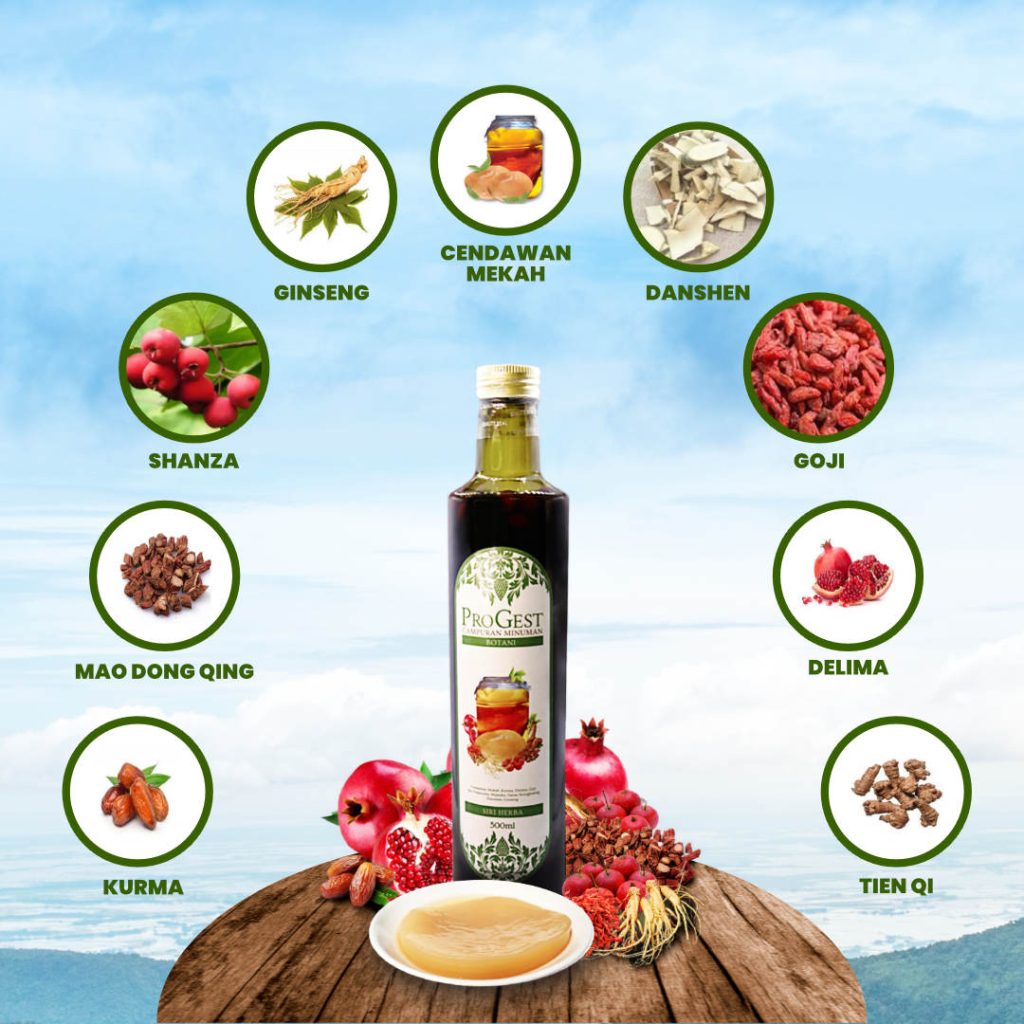 CENDAWAN
MEKAH
GINSENG
DANSHEN
SHANZA
GOJI
MAO DONG QING
DELIMA
KURMA
TIEN QI
PROGEST
CAMPURAN MINUMAN
BOTANI
SIRI HERBA
500ml